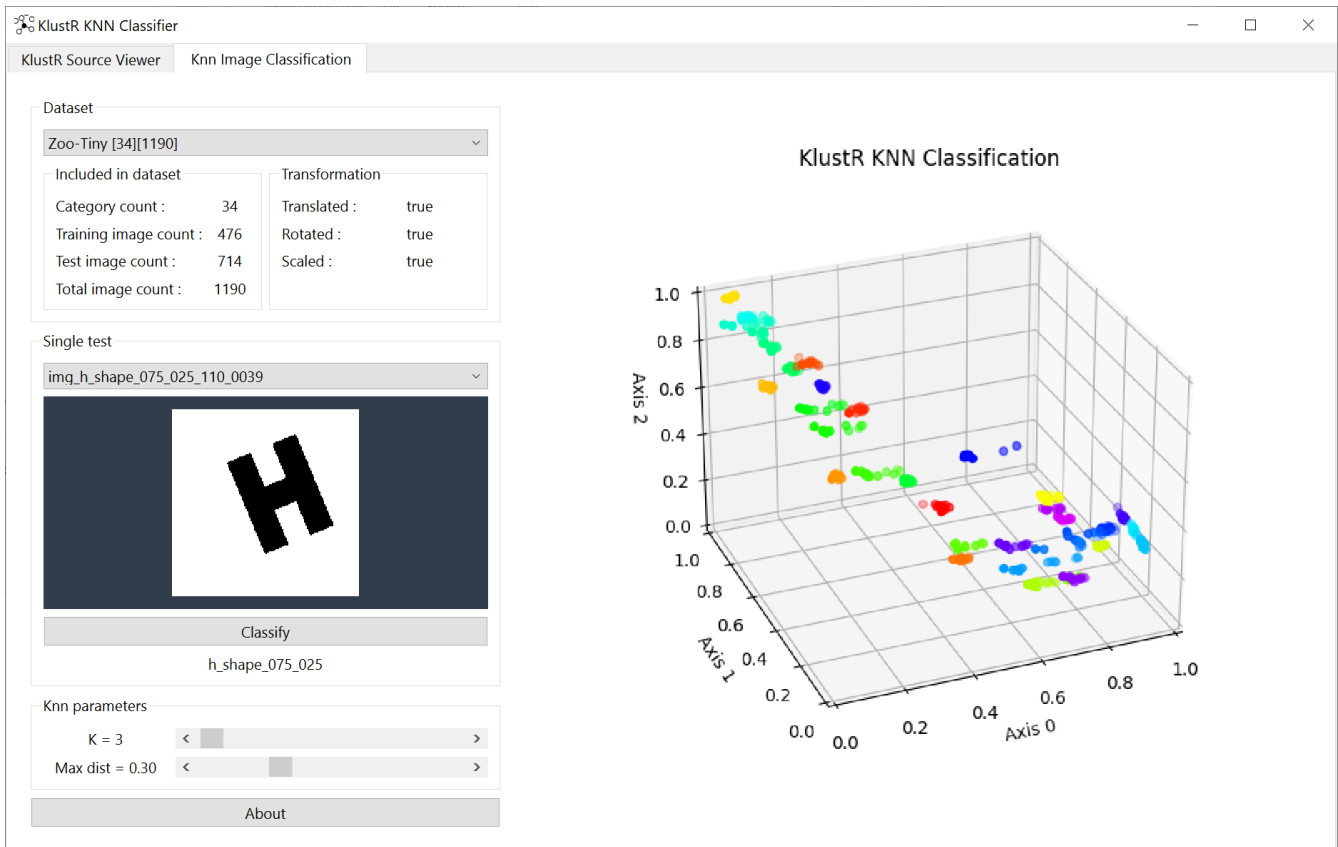 KlustR KNN Classifier
KlustR Source Viewer
Knn Image Classification
Dataset
Zoo-Tiny [34][1190]
Included in dataset
Category count : 34
Training image count : 476
Test image count : 714
Total image count : 1190
Transformation
Translated : true
Rotated : true
Scaled : true
Single test
img_h_shape_075_025_110_0039
H
Classify
h_shape_075_025
Knn parameters
K = 3
Max dist = 0.30
About
KlustR KNN Classification
1.0
0.8
0.6
0.4
0.2
0.0
Axis 2
1.0
0.8
0.6
0.4
0.2
0.0
Axis 1
0.0
0.2
0.4
0.6
0.8
1.0
Axis 0